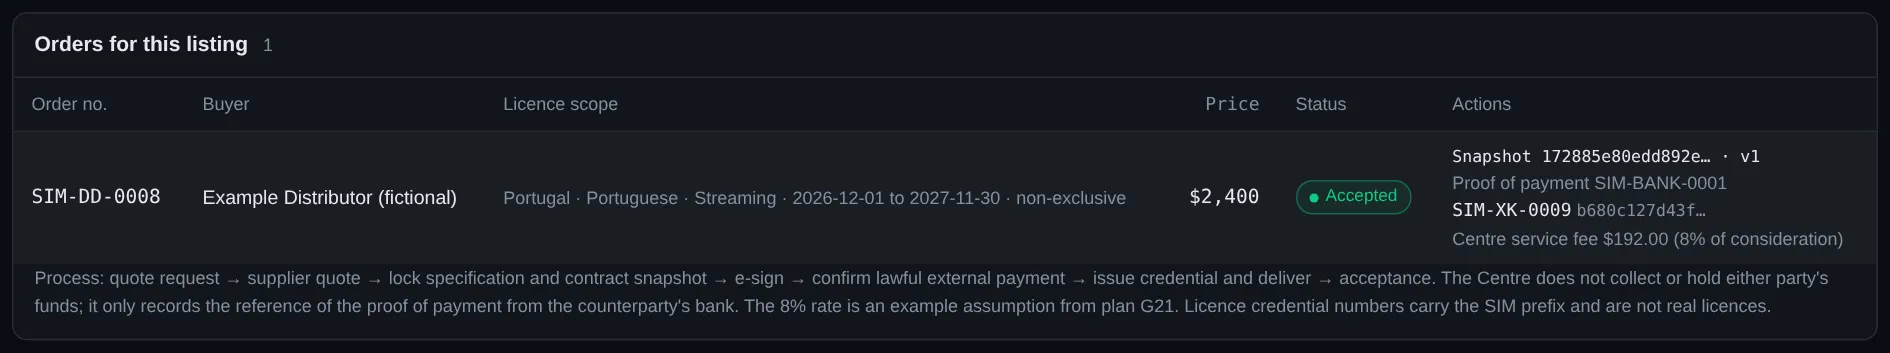 Orders for this listing 1
Order no. Buyer Licence scope Price Status Actions
SIM-DD-0008 Example Distributor (fictional) Portugal · Portuguese · Streaming · 2026-12-01 to 2027-11-30 · non-exclusive $2,400 Accepted
Snapshot 172885e80edd892e… · v1
Proof of payment SIM-BANK-0001
SIM-XK-0009 b680c127d43f…
Centre service fee $192.00 (8% of consideration)
Process: quote request → supplier quote → lock specification and contract snapshot → e-sign → confirm lawful external payment → issue credential and deliver → acceptance. The Centre does not collect or hold either party's
funds; it only records the reference of the proof of payment from the counterparty's bank. The 8% rate is an example assumption from plan G21. Licence credential numbers carry the SIM prefix and are not real licences.